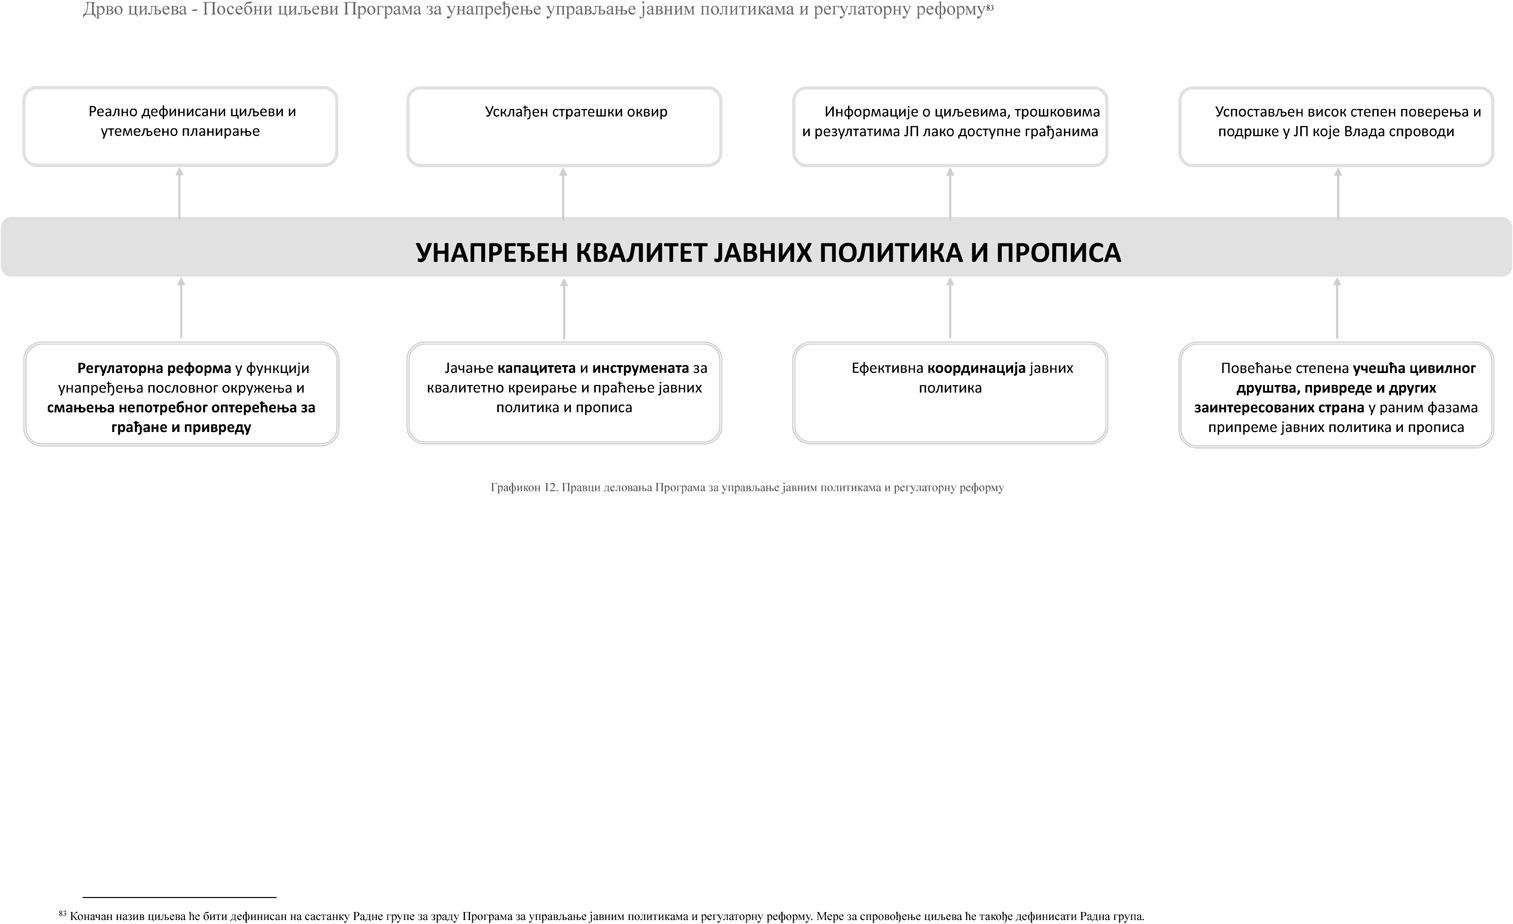 Дрво циљева - Посебни циљеви Програма за унапређење управљање јавним политикама и регулаторну реформу⁸³
Реално дефинисани циљеви и
утемељено планирање
Усклађен стратешки оквир
Информације о циљевима, трошковима
и резултатима ЈП лако доступне грађанима
Успостављен висок степен поверења и
подршке у ЈП које Влада спроводи
УНАПРЕЂЕН КВАЛИТЕТ ЈАВНИХ ПОЛИТИКА И ПРОПИСА
Регулаторна реформа у функцији
унапређења пословног окружења и
смањења непотребног оптерећења за
грађане и привреду
Јачање капацитета и инструмената за
квалитетно креирање и праћење јавних
политика и прописа
Ефективна координација јавних
политика
Повећање степена учешћа цивилног
друштва, привреде и других
заинтересованих страна у раним фазама
припреме јавних политика и прописа
Графикон 12. Правци деловања Програма за управљање јавним политикама и регулаторну реформу
⁸³ Коначан назив циљева ће бити дефинисан на састанку Радне групе за зраду Програма за управљање јавним политикама и регулаторну реформу. Мере за спровођење циљева ће такође дефинисати Радна група.